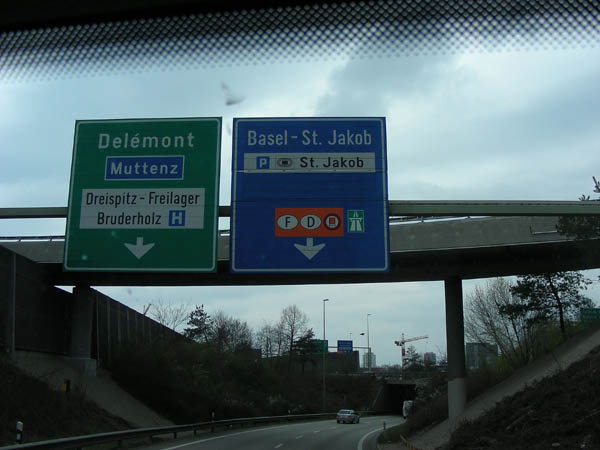 Delémont
Muttenz
Dreispitz - Freilager
Bruderholz H
Basel - St. Jakob
P St. Jakob
F D